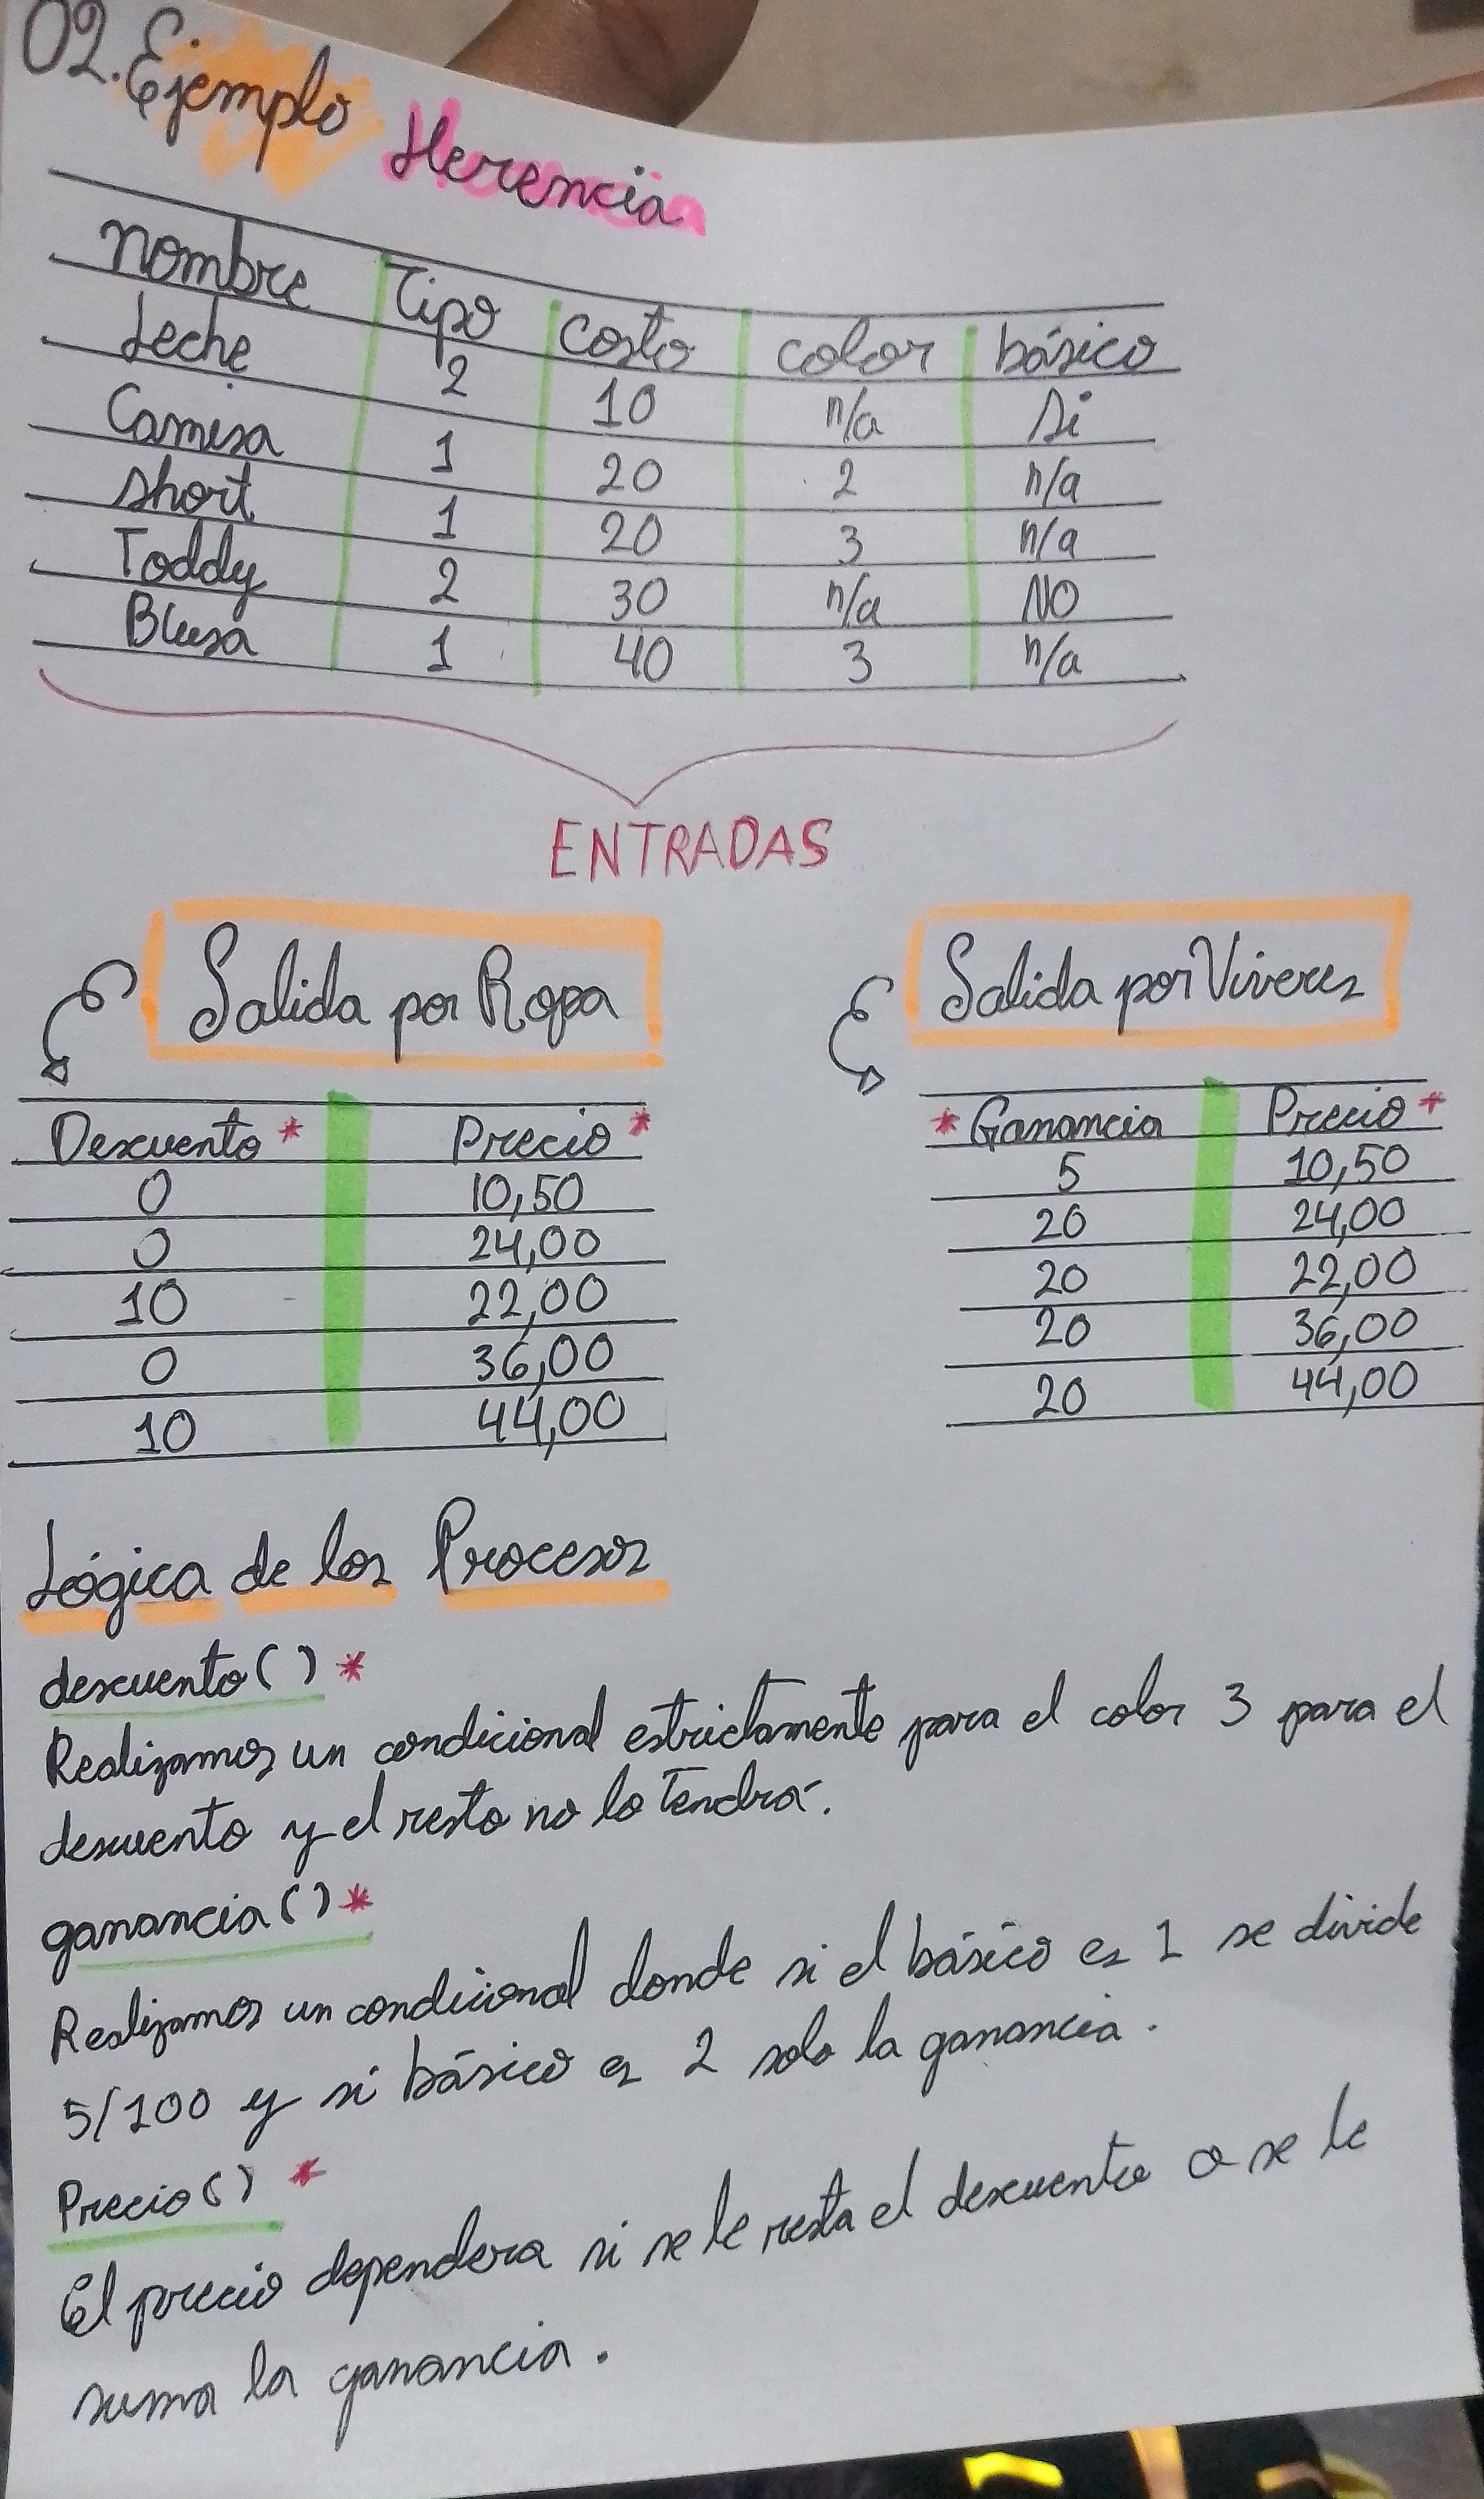 02. Ejemplo Herencia
nombre Tipo costo color básico
Leche 2 10 n/a Si
Camisa 1 20 2 n/a
short 1 20 3 n/a
Toddy 2 30 n/a NO
Blusa 1 40 3 n/a
ENTRADAS
Salida por Ropa
Descuento * Precio *
0 10,50
0 24,00
10 22,00
0 36,00
10 44,00
Salida por Viveres
* Ganancia Precio *
5 10,50
20 24,00
20 22,00
20 36,00
20 44,00
Lógica de los Procesos
descuento( ) *
Realizamos un condicional estrictamente para el color 3 para el
descuento y el resto no lo Tendrá.
ganancia( ) *
Realizamos un condicional donde si el básico es 1 se divide
5/100 y si básico es 2 solo la ganancia.
Precio( ) *
El precio dependera si se le resta el descuento o se le
suma la ganancia.